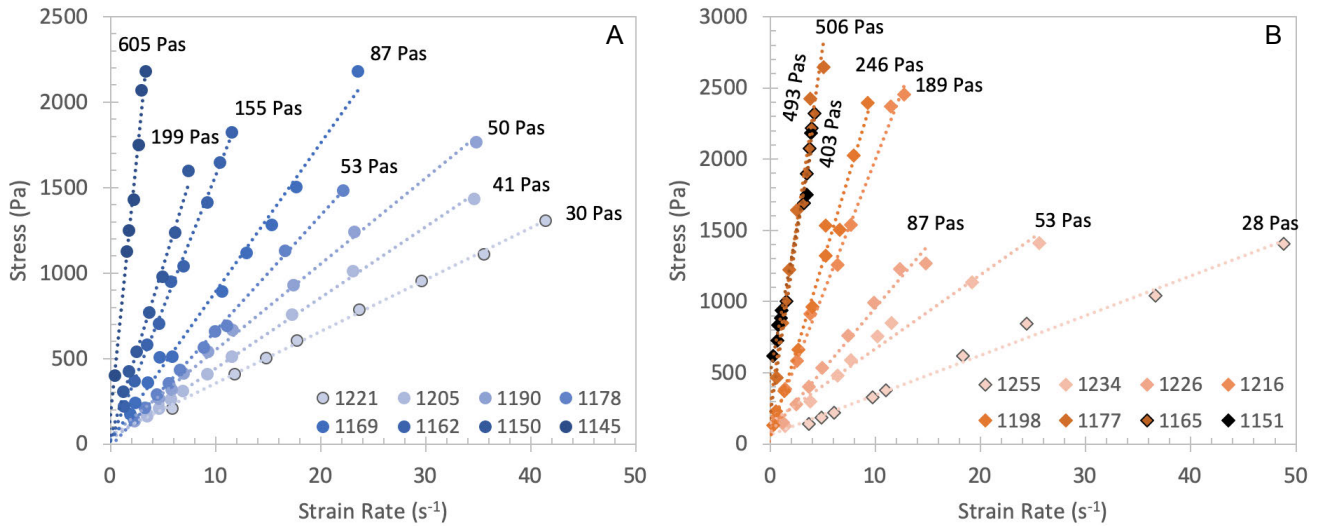 A
2500
2000
1500
1000
500
0
Stress (Pa)
605 Pas
199 Pas
155 Pas
87 Pas
53 Pas
50 Pas
41 Pas
30 Pas
1221 1205 1190 1178
1169 1162 1150 1145
0 10 20 30 40
Strain Rate (s⁻¹)
B
3000
2500
2000
1500
1000
500
0
Stress (Pa)
493 Pas
506 Pas
403 Pas
246 Pas
189 Pas
87 Pas
53 Pas
28 Pas
1255 1234 1226 1216
1198 1177 1165 1151
0 10 20 30 40 50
Strain Rate (s⁻¹)